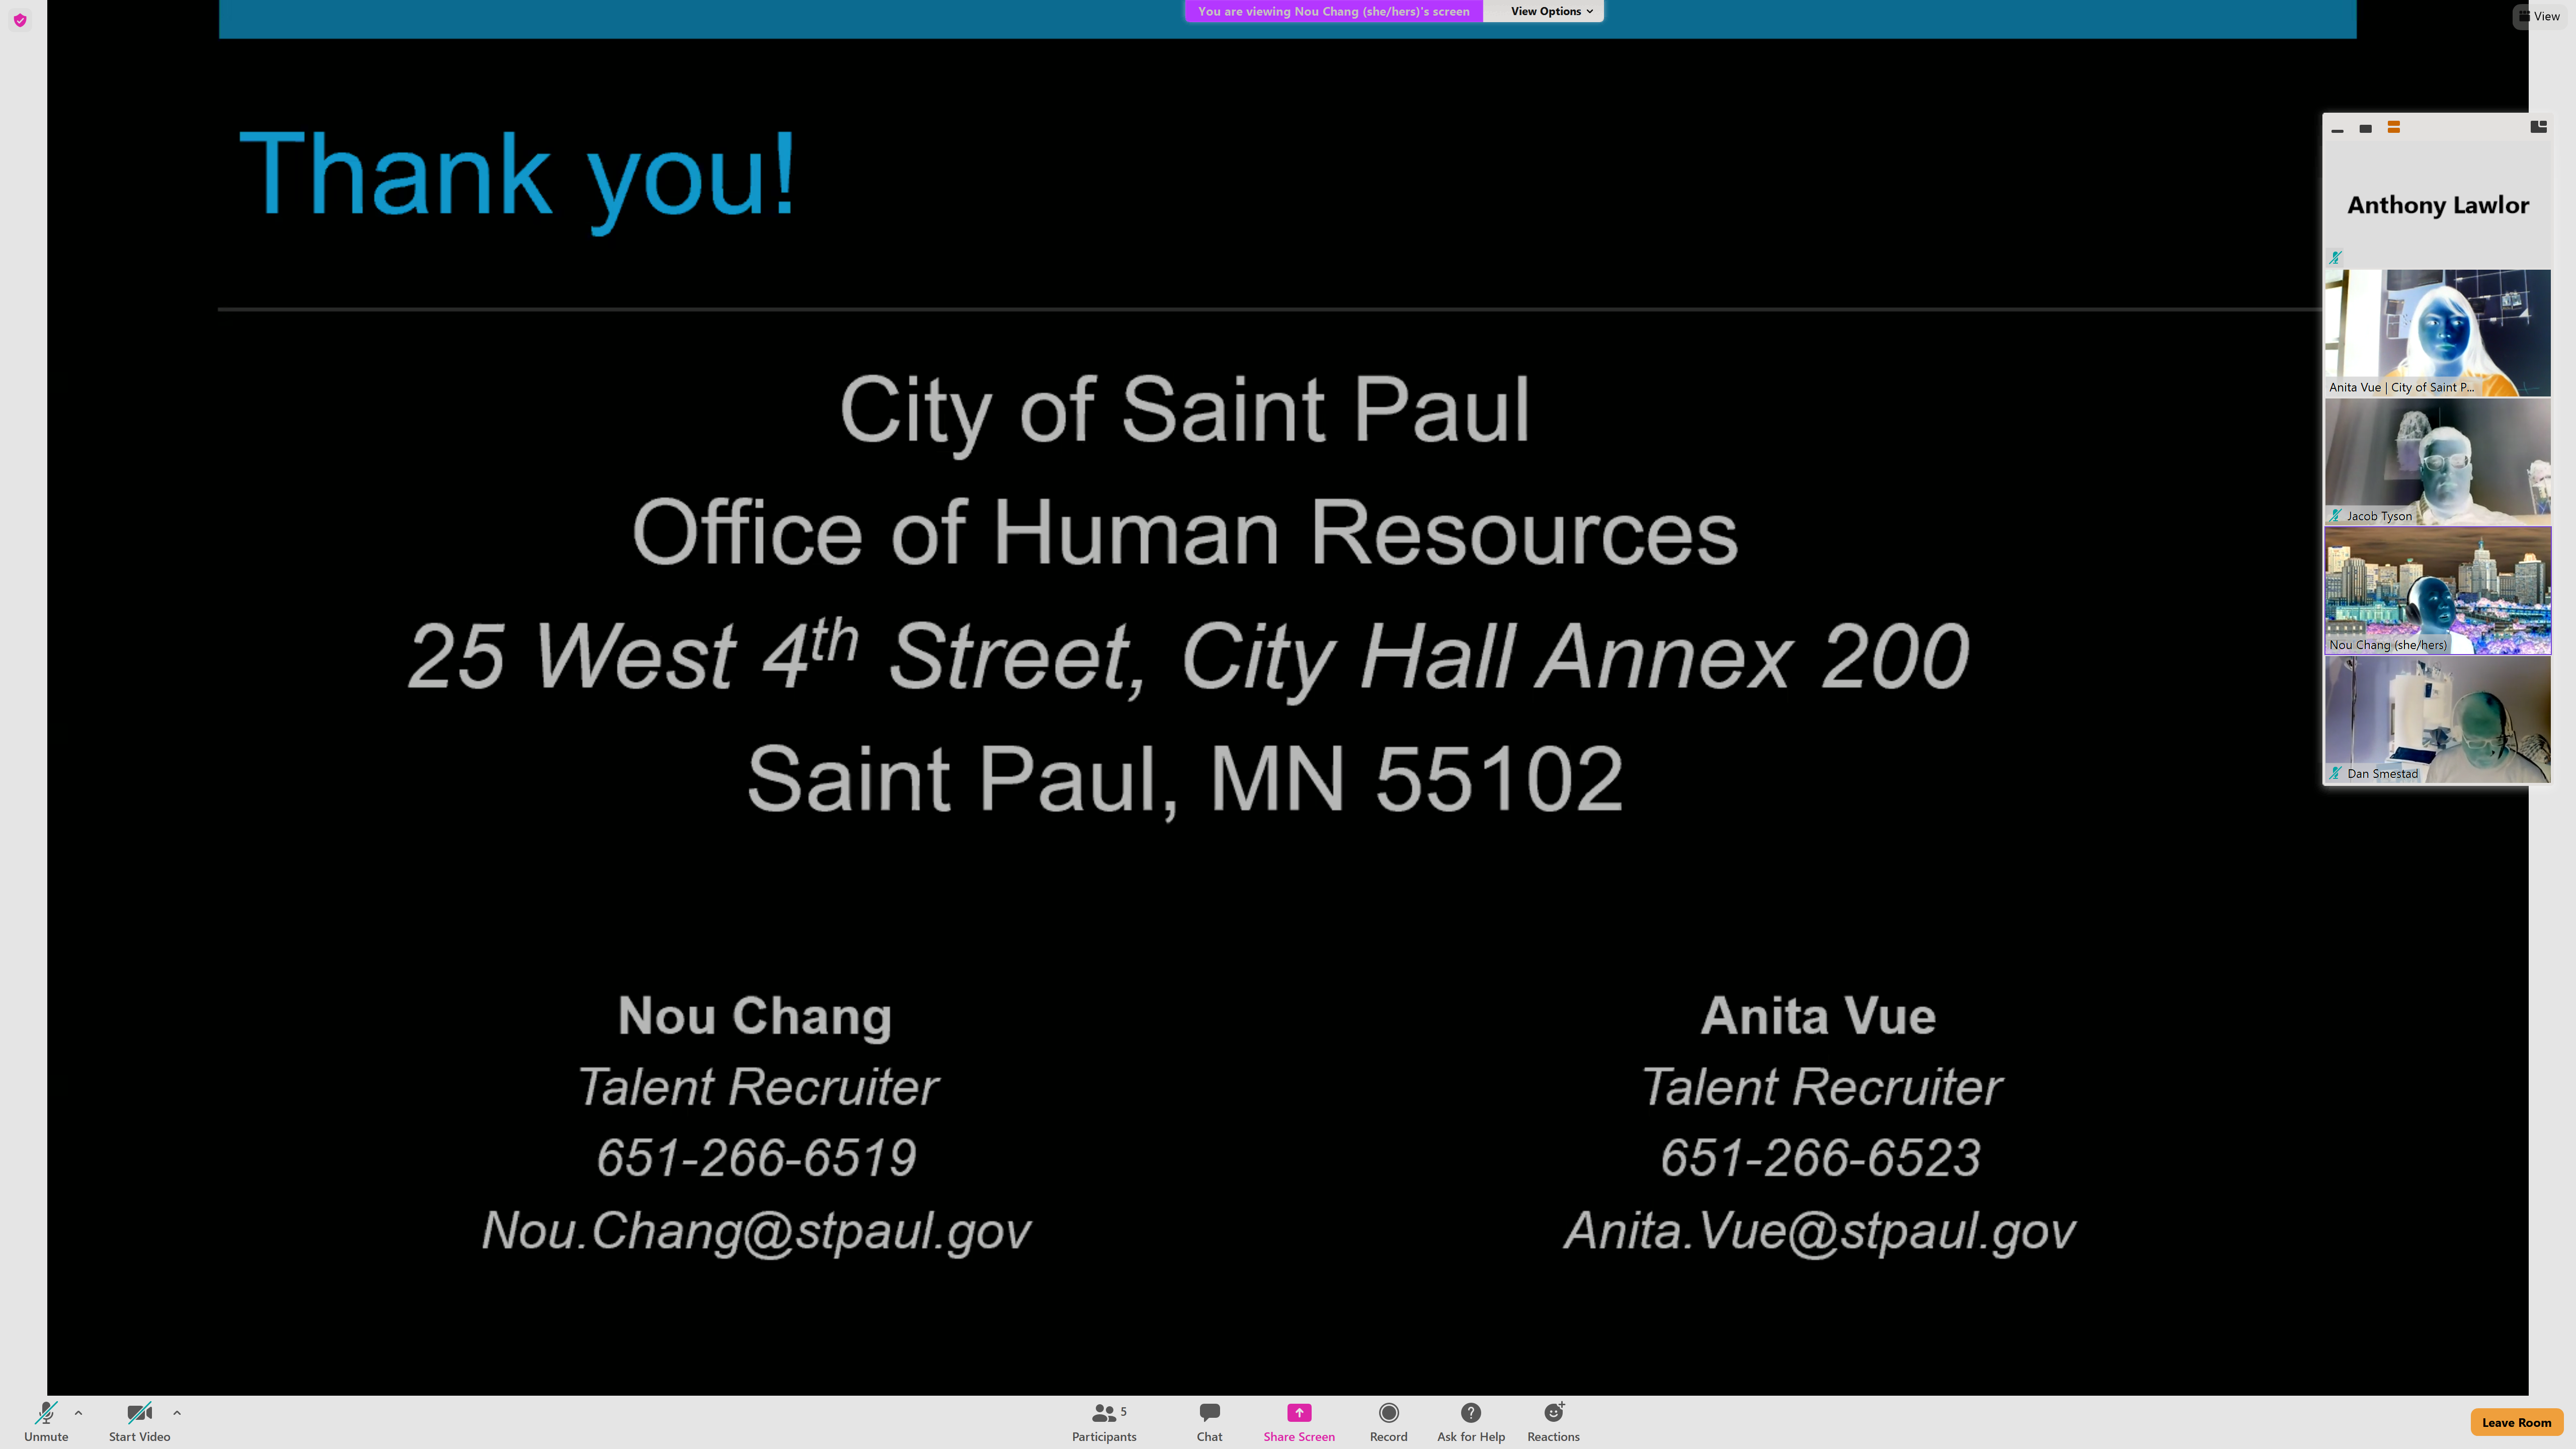 You are viewing Nou Chang (she/hers)'s screen View Options
View
Thank you!
City of Saint Paul
Office of Human Resources
25 West 4th Street, City Hall Annex 200
Saint Paul, MN 55102
Nou Chang
Talent Recruiter
651-266-6519
Nou.Chang@stpaul.gov
Anita Vue
Talent Recruiter
651-266-6523
Anita.Vue@stpaul.gov
Anthony Lawlor
Anita Vue | City of Saint P...
Jacob Tyson
Nou Chang (she/hers)
Dan Smestad
Unmute
Start Video
Participants 5
Chat
Share Screen
Record
Ask for Help
Reactions
Leave Room